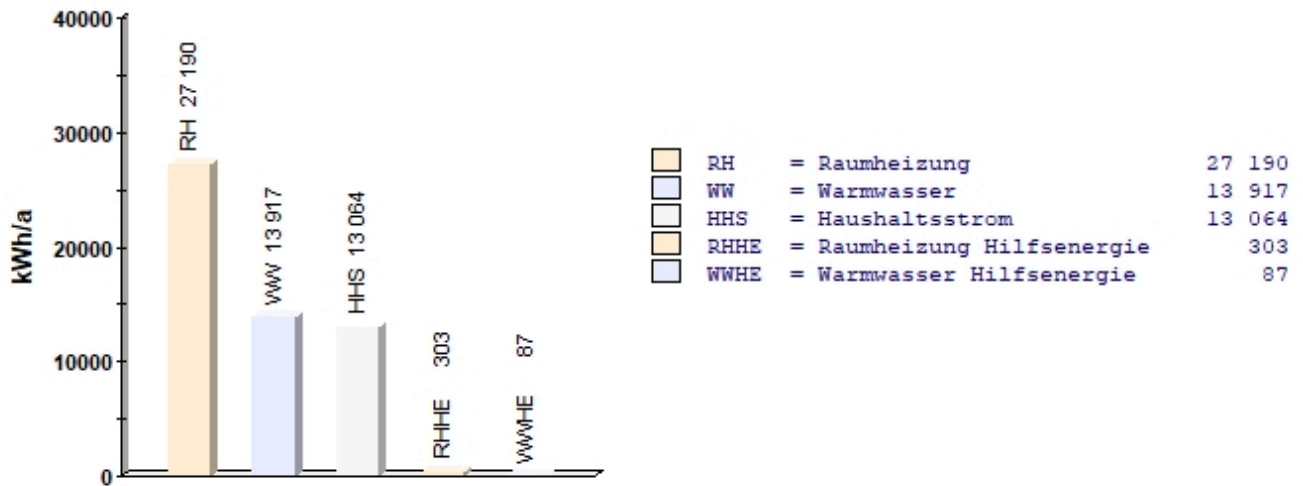 40000
30000
20000
10000
0
kWh/a
RH 27 190
WW 13 917
HHS 13 064
RHHE 303
WWHE 87
RH = Raumheizung 27 190
WW = Warmwasser 13 917
HHS = Haushaltsstrom 13 064
RHHE = Raumheizung Hilfsenergie 303
WWHE = Warmwasser Hilfsenergie 87